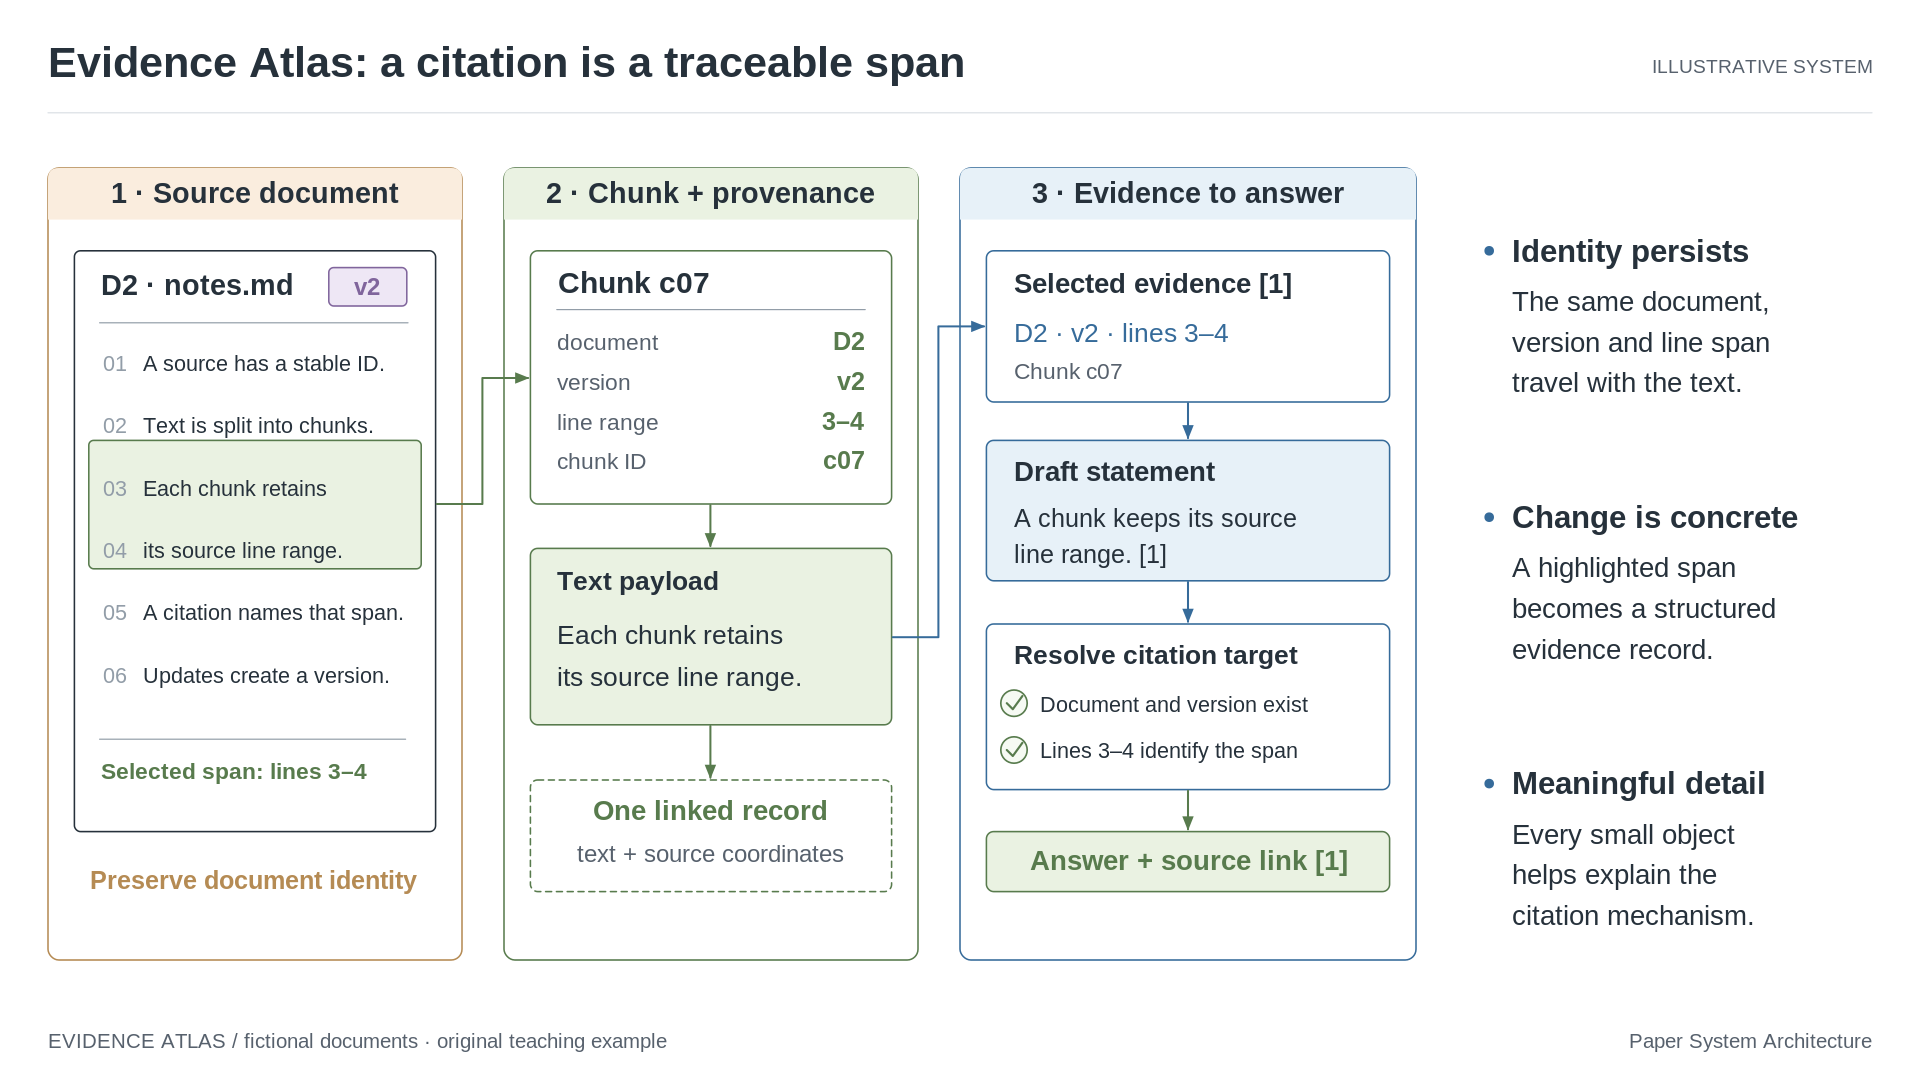 Evidence Atlas: a citation is a traceable span
ILLUSTRATIVE SYSTEM
1 · Source document
D2 · notes.md
v2
01 A source has a stable ID.
02 Text is split into chunks.
03 Each chunk retains
04 its source line range.
05 A citation names that span.
06 Updates create a version.
Selected span: lines 3–4
Preserve document identity
2 · Chunk + provenance
Chunk c07
document D2
version v2
line range 3–4
chunk ID c07
Text payload
Each chunk retains
its source line range.
One linked record
text + source coordinates
3 · Evidence to answer
Selected evidence [1]
D2 · v2 · lines 3–4
Chunk c07
Draft statement
A chunk keeps its source
line range. [1]
Resolve citation target
Document and version exist
Lines 3–4 identify the span
Answer + source link [1]
• Identity persists
The same document,
version and line span
travel with the text.
• Change is concrete
A highlighted span
becomes a structured
evidence record.
• Meaningful detail
Every small object
helps explain the
citation mechanism.
EVIDENCE ATLAS / fictional documents · original teaching example
Paper System Architecture